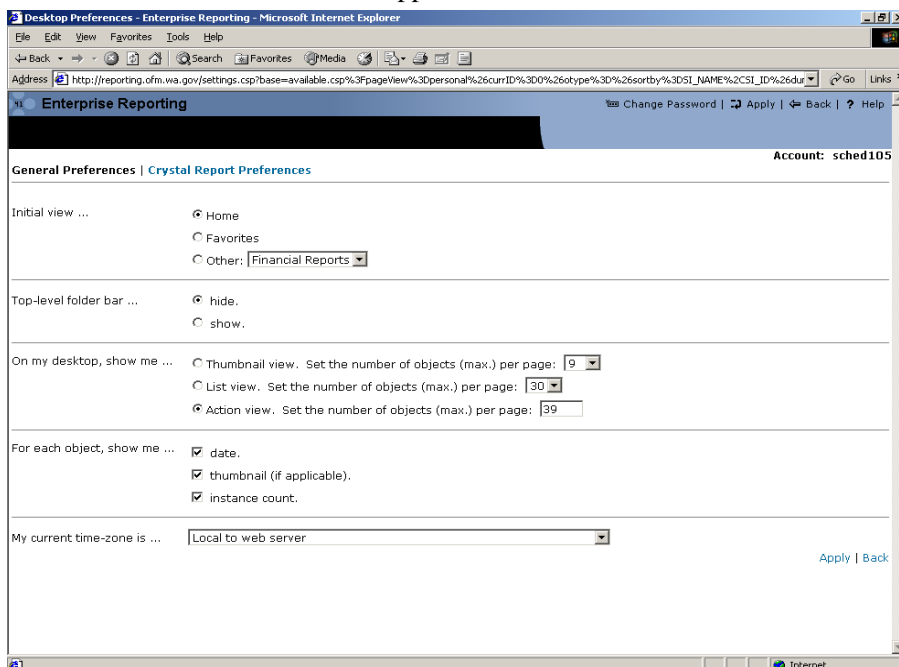 Desktop Preferences - Enterprise Reporting - Microsoft Internet Explorer
File Edit View Favorites Tools Help
Back Search Favorites Media
Address http://reporting.ofm.wa.gov/settings.csp?base=available.csp%3FpageView%3Dpersonal%26currID%3D0%26otype%3D%26sortby%3DSI_NAME%2CSI_ID%26dur Go Links
Enterprise Reporting Change Password | Apply | Back | ? Help
Account: sched105
General Preferences | Crystal Report Preferences
Initial view ... Home
Favorites
Other: Financial Reports
Top-level folder bar ... hide.
show.
On my desktop, show me ... Thumbnail view. Set the number of objects (max.) per page: 9
List view. Set the number of objects (max.) per page: 30
Action view. Set the number of objects (max.) per page: 39
For each object, show me ... date.
thumbnail (if applicable).
instance count.
My current time-zone is ... Local to web server
Apply | Back
Internet